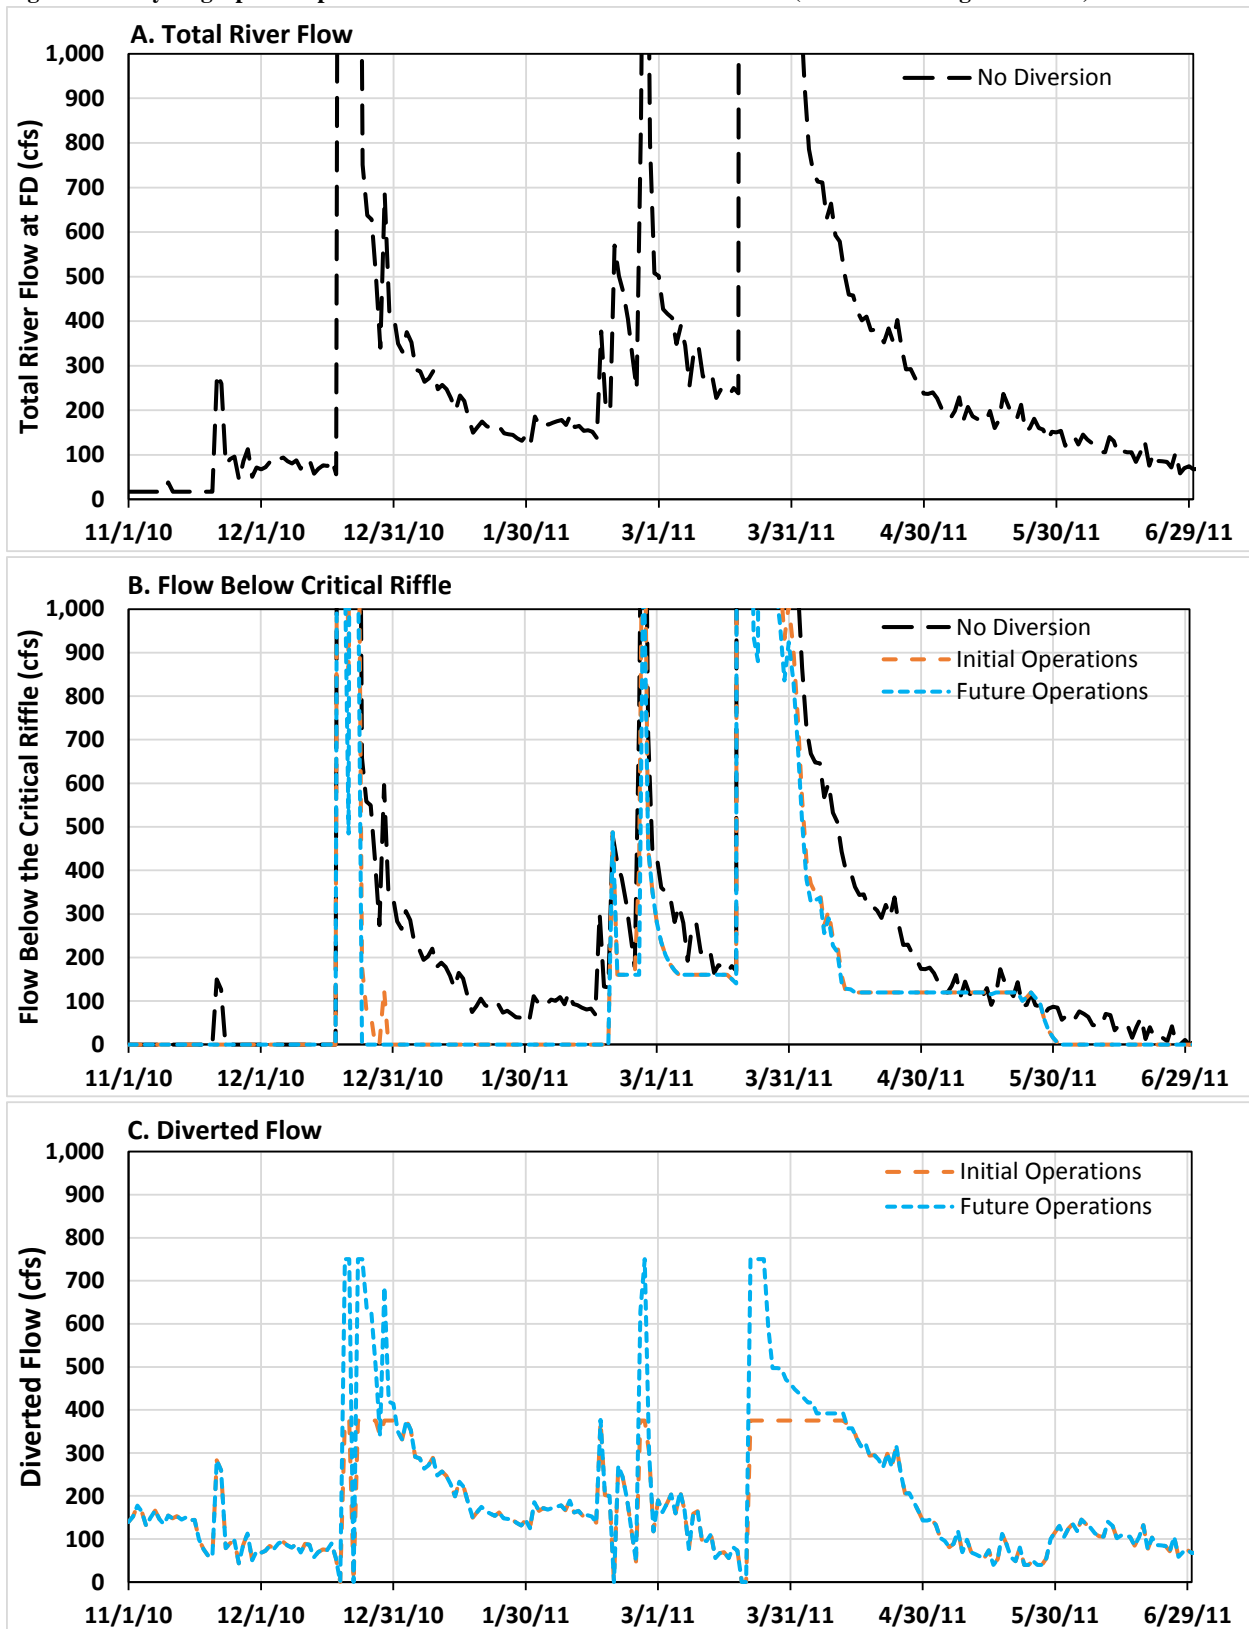 A. Total River Flow
1,000
900
800
700
600
500
400
300
200
100
0
Total River Flow at FD (cfs)
No Diversion
11/1/10 12/1/10 12/31/10 1/30/11 3/1/11 3/31/11 4/30/11 5/30/11 6/29/11
B. Flow Below Critical Riffle
1,000
900
800
700
600
500
400
300
200
100
0
Flow Below the Critical Riffle (cfs)
No Diversion
Initial Operations
Future Operations
11/1/10 12/1/10 12/31/10 1/30/11 3/1/11 3/31/11 4/30/11 5/30/11 6/29/11
C. Diverted Flow
1,000
900
800
700
600
500
400
300
200
100
0
Diverted Flow (cfs)
Initial Operations
Future Operations
11/1/10 12/1/10 12/31/10 1/30/11 3/1/11 3/31/11 4/30/11 5/30/11 6/29/11